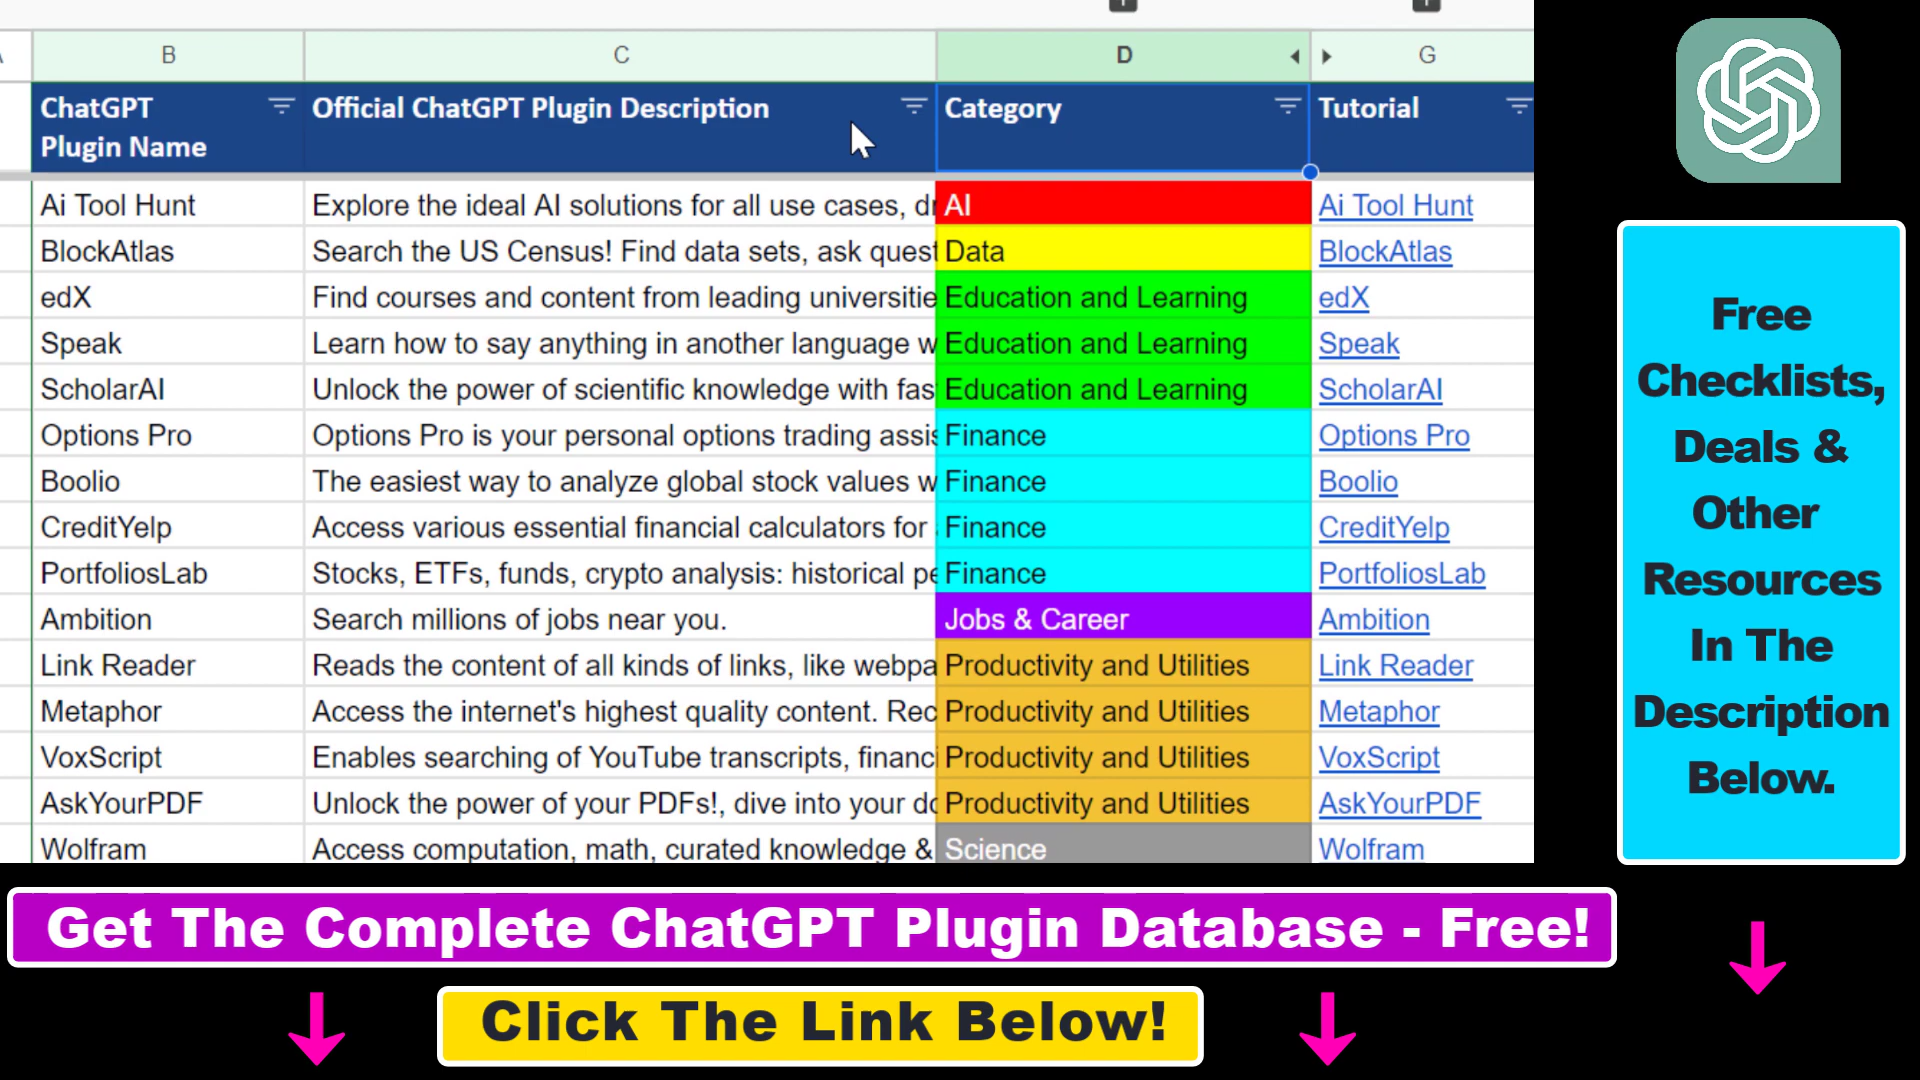 B C D G
ChatGPT Plugin Name Official ChatGPT Plugin Description Category Tutorial
Ai Tool Hunt Explore the ideal AI solutions for all use cases, AI Ai Tool Hunt
BlockAtlas Search the US Census! Find data sets, ask Data BlockAtlas
edX Find courses and content from leading Education and Learning edX
Speak Learn how to say anything in another language Education and Learning Speak
ScholarAI Unlock the power of scientific knowledge with Education and Learning ScholarAI
Options Pro Options Pro is your personal options trading Finance Options Pro
Boolio The easiest way to analyze global stock values Finance Boolio
CreditYelp Access various essential financial calculators for Finance CreditYelp
PortfoliosLab Stocks, ETFs, funds, crypto analysis: historical Finance PortfoliosLab
Ambition Search millions of jobs near you. Jobs & Career Ambition
Link Reader Reads the content of all kinds of links, like Productivity and Utilities Link Reader
Metaphor Access the internet's highest quality content. Productivity and Utilities Metaphor
VoxScript Enables searching of YouTube transcripts, Productivity and Utilities VoxScript
AskYourPDF Unlock the power of your PDFs!, dive into your Productivity and Utilities AskYourPDF
Wolfram Access computation, math, curated knowledge & Science Wolfram
Free
Checklists,
Deals &
Other
Resources
In The
Description
Below.
Get The Complete ChatGPT Plugin Database - Free!
Click The Link Below!